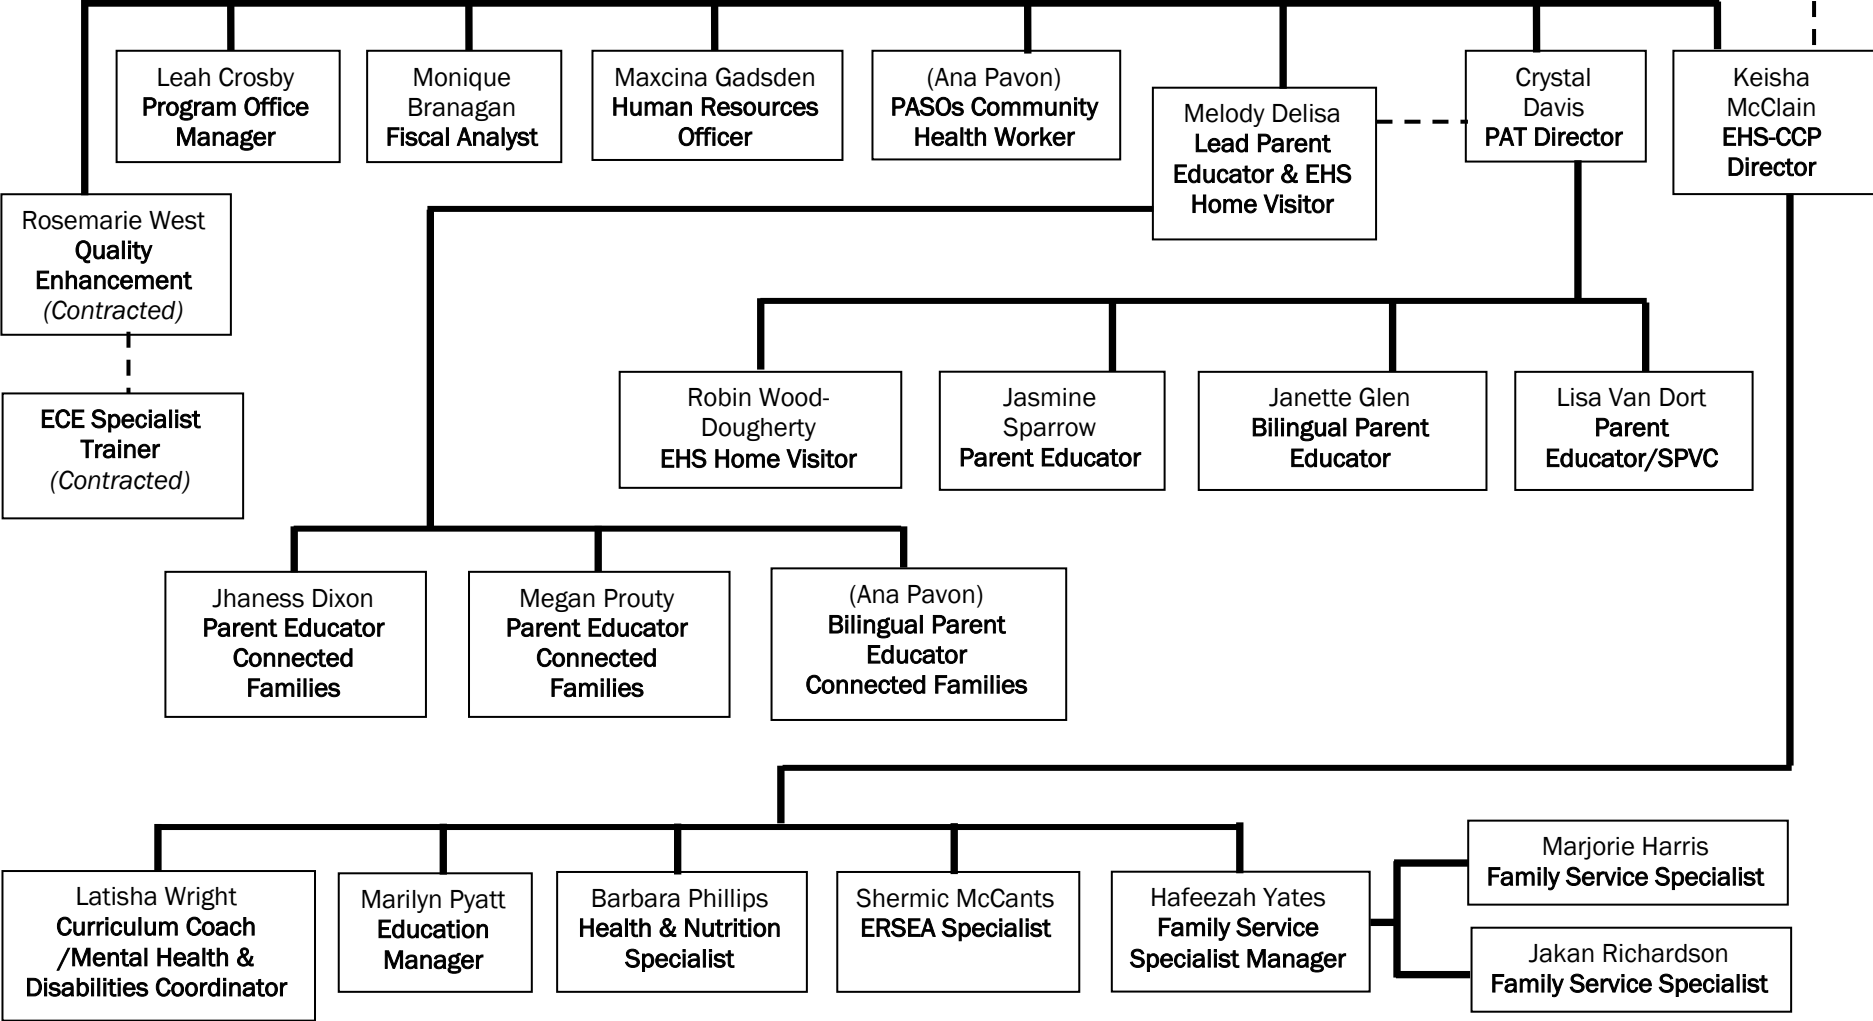 Leah Crosby
Program Office
Manager
Monique
Branagan
Fiscal Analyst
Maxcina Gadsden
Human Resources
Officer
(Ana Pavon)
PASOs Community
Health Worker
Melody Delisa
Lead Parent
Educator & EHS
Home Visitor
Crystal
Davis
PAT Director
Keisha
McClain
EHS-CCP
Director
Rosemarie West
Quality
Enhancement
(Contracted)
ECE Specialist
Trainer
(Contracted)
Robin Wood-
Dougherty
EHS Home Visitor
Jasmine
Sparrow
Parent Educator
Janette Glen
Bilingual Parent
Educator
Lisa Van Dort
Parent
Educator/SPVC
Jhaness Dixon
Parent Educator
Connected
Families
Megan Prouty
Parent Educator
Connected
Families
(Ana Pavon)
Bilingual Parent
Educator
Connected Families
Latisha Wright
Curriculum Coach
/Mental Health &
Disabilities Coordinator
Marilyn Pyatt
Education
Manager
Barbara Phillips
Health & Nutrition
Specialist
Shermic McCants
ERSEA Specialist
Hafeezah Yates
Family Service
Specialist Manager
Marjorie Harris
Family Service Specialist
Jakan Richardson
Family Service Specialist